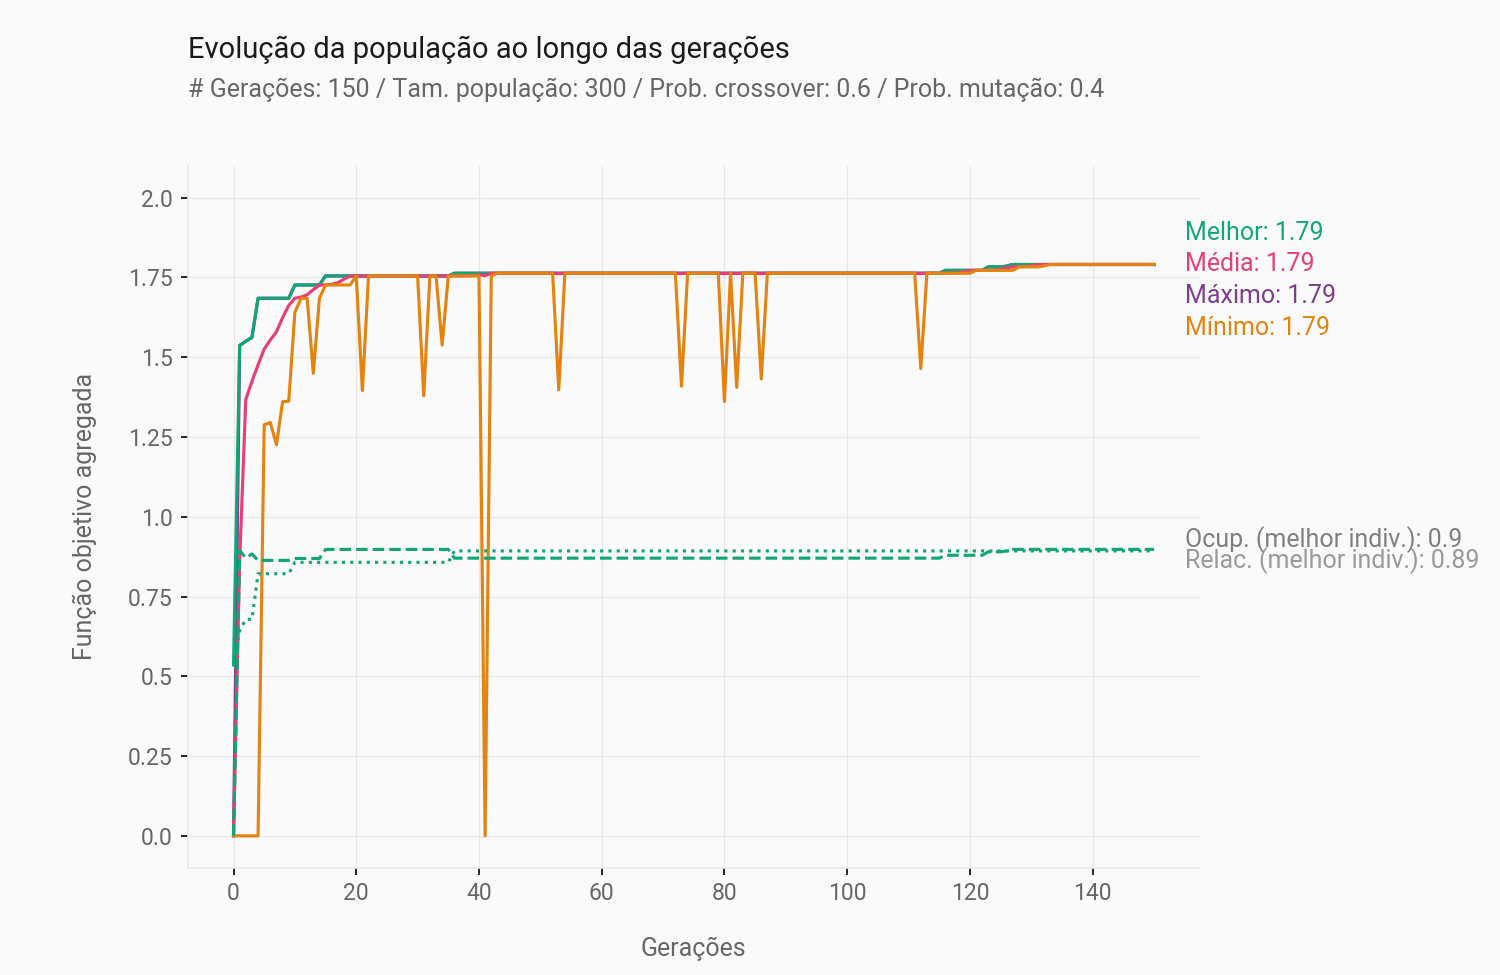 Evolução da população ao longo das gerações
# Gerações: 150 / Tam. população: 300 / Prob. crossover: 0.6 / Prob. mutação: 0.4
Função objetivo agregada
2.0
1.75
1.5
1.25
1.0
0.75
0.5
0.25
0.0
0 20 40 60 80 100 120 140
Gerações
Melhor: 1.79
Média: 1.79
Máximo: 1.79
Mínimo: 1.79
Ocup. (melhor indiv.): 0.9
Relac. (melhor indiv.): 0.89